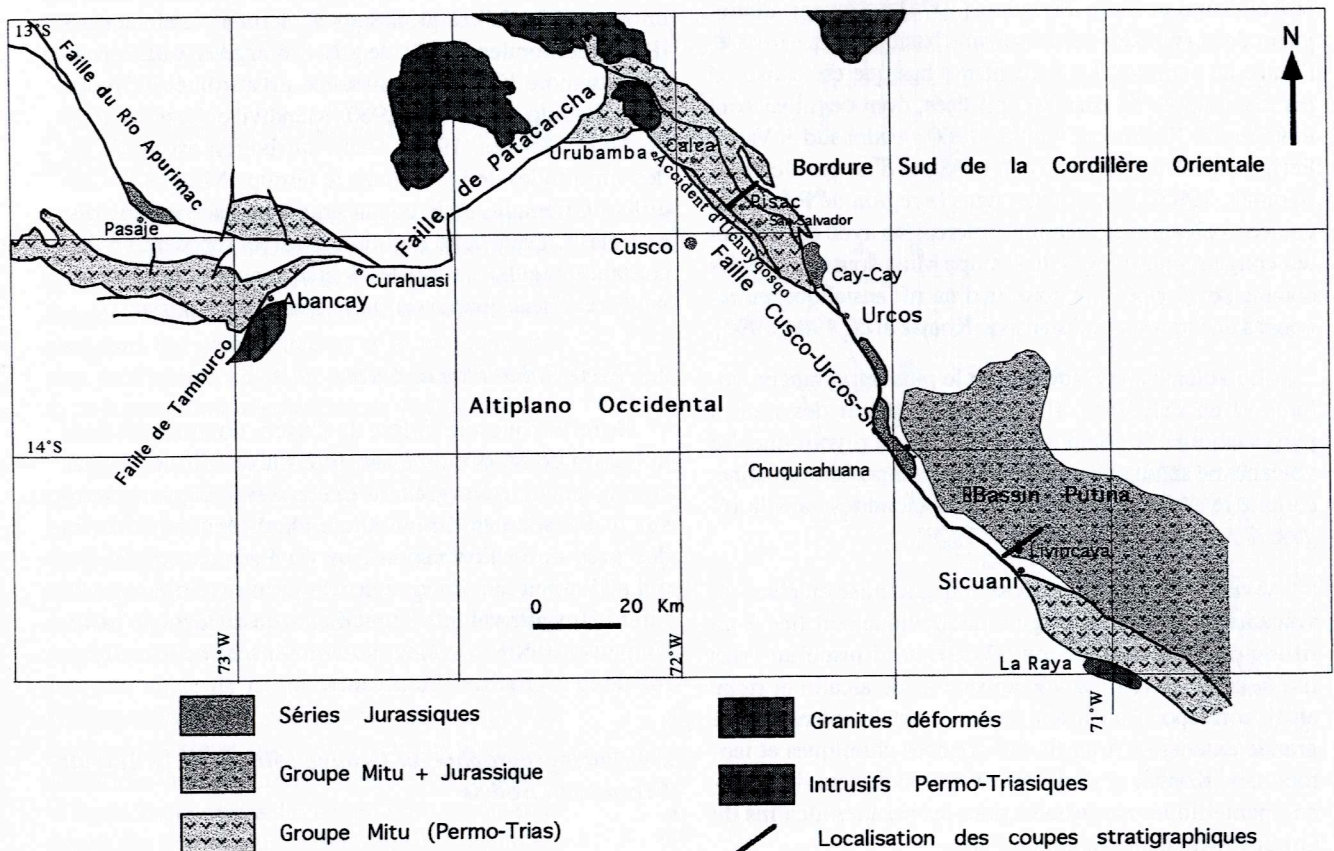 13°S
N
Faille du Río Apurimac
Faille de Patacancha
Urubamba
Calca
Bordure Sud de la Cordillère Orientale
Accident d'Uchuyqosqo
Pisac
San Salvador
Pasaje
Cusco
Cay-Cay
Curahuasi
Abancay
Urcos
Faille Cusco-Urcos-Sicuani
Faille de Tamburco
Altiplano Occidental
14°S
Chuquicahuana
Bassin Putina
Livincaya
Sicuani
0 20 Km
La Raya
73°W
72°W
71°W
Séries Jurassiques
Groupe Mitu + Jurassique
Groupe Mitu (Permo-Trias)
Granites déformés
Intrusifs Permo-Triasiques
Localisation des coupes stratigraphiques